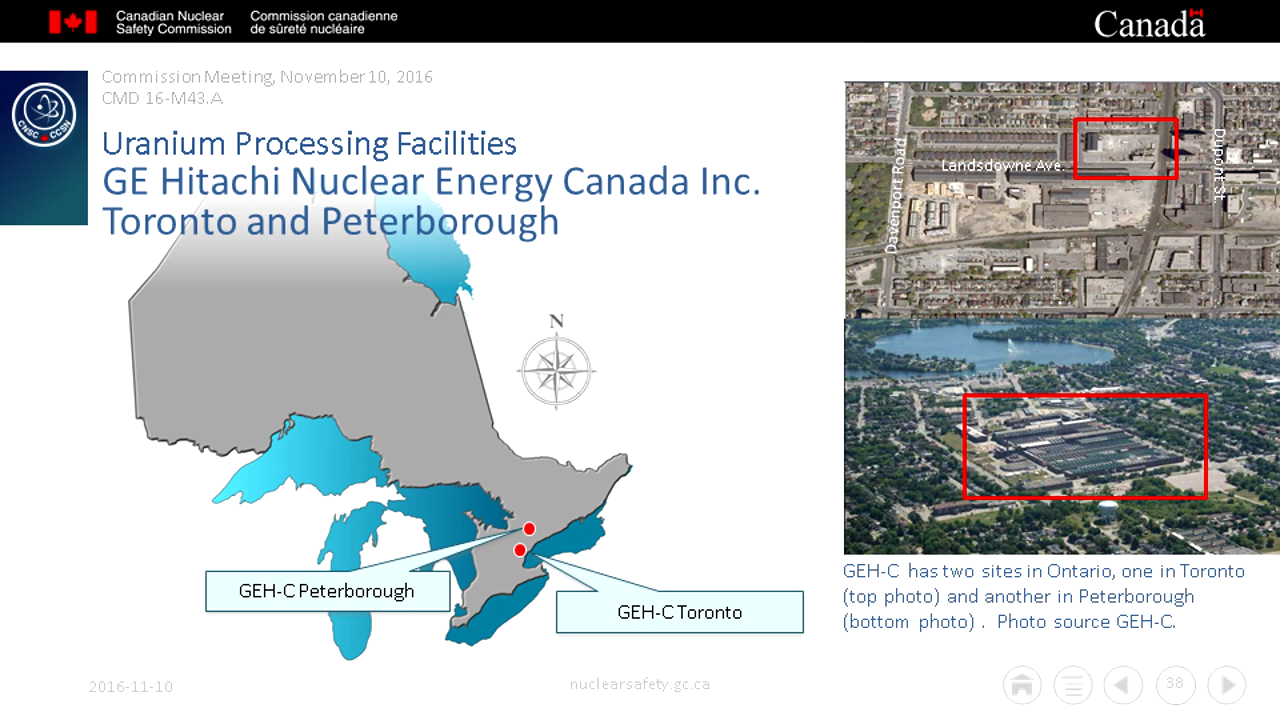 Canadian Nuclear
Safety Commission
Commission canadienne
de sûreté nucléaire
Canada
Commission Meeting, November 10, 2016
CMD 16-M43.A
CNSC CCSN
Uranium Processing Facilities
GE Hitachi Nuclear Energy Canada Inc.
Toronto and Peterborough
Davenport Road
Landsdowne Ave.
Dupont St.
N
GEH-C Peterborough
GEH-C Toronto
GEH-C has two sites in Ontario, one in Toronto
(top photo) and another in Peterborough
(bottom photo) . Photo source GEH-C.
2016-11-10
nuclearsafety.gc.ca
38